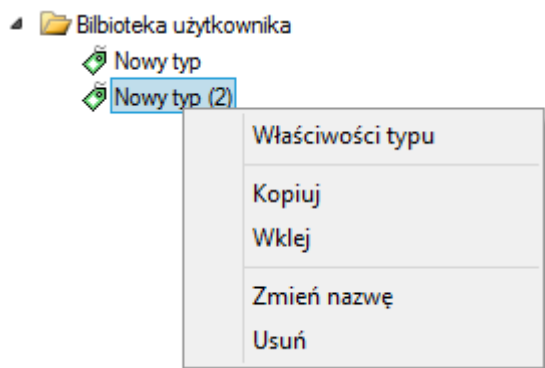 Bilbioteka użytkownika
Nowy typ
Nowy typ (2)
Właściwości typu
Kopiuj
Wklej
Zmień nazwę
Usuń